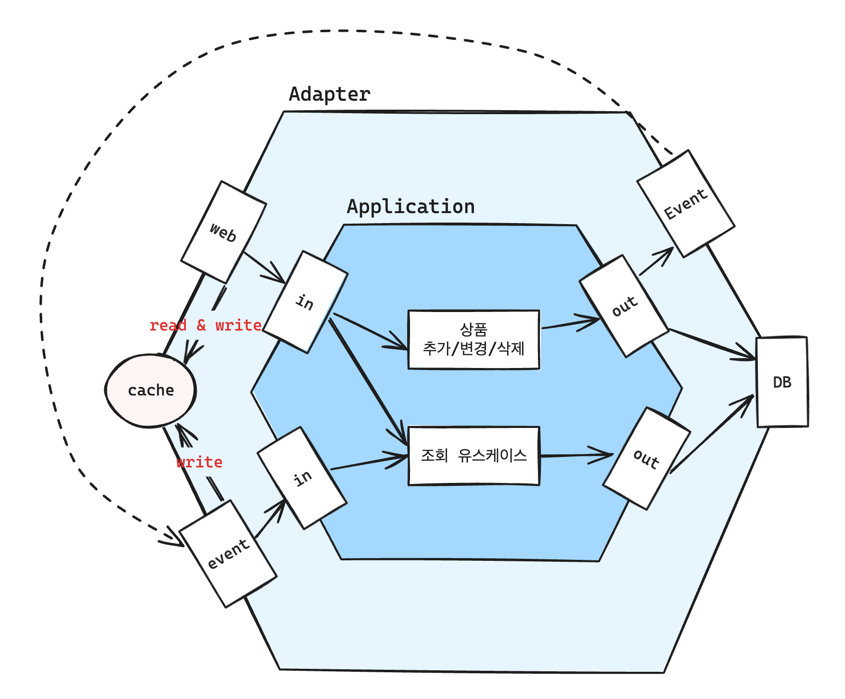 Adapter
Application
web
Event
in
out
read & write
상품
추가/변경/삭제
cache
DB
write
in
조회 유스케이스
out
event